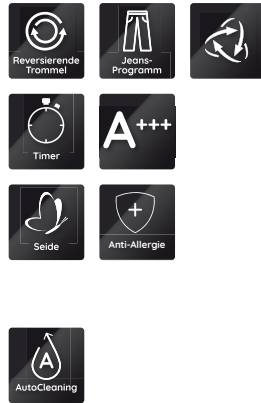 Reversierende
Trommel
Jeans-
Programm
Timer
A+++
Seide
Anti-Allergie
A
AutoCleaning